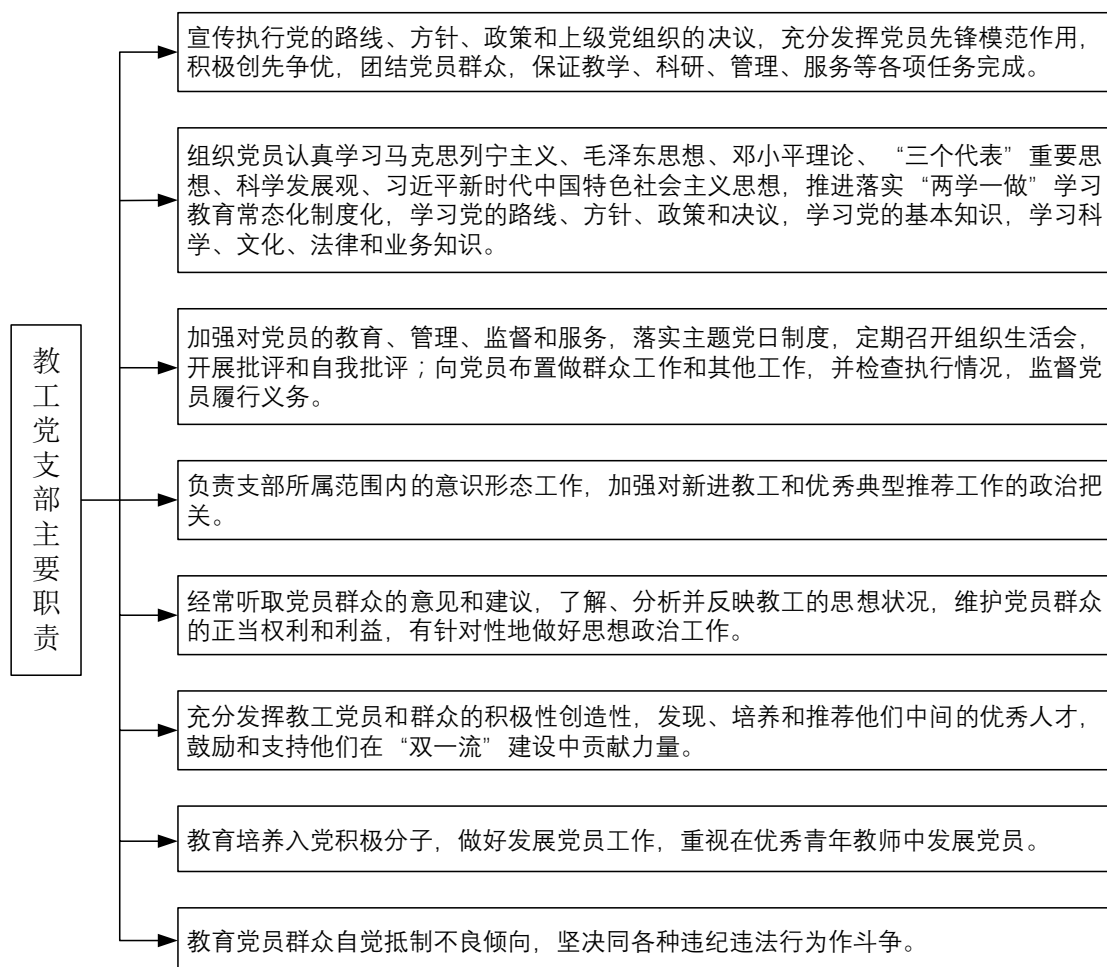 宣传执行党的路线、方针、政策和上级党组织的决议，充分发挥党员先锋模范作用，
积极创先争优，团结党员群众，保证教学、科研、管理、服务等各项任务完成。
组织党员认真学习马克思列宁主义、毛泽东思想、邓小平理论、“三个代表”重要思
想、科学发展观、习近平新时代中国特色社会主义思想，推进落实“两学一做”学习
教育常态化制度化，学习党的路线、方针、政策和决议，学习党的基本知识，学习科
学、文化、法律和业务知识。
加强对党员的教育、管理、监督和服务，落实主题党日制度，定期召开组织生活会，
开展批评和自我批评；向党员布置做群众工作和其他工作，并检查执行情况，监督党
员履行义务。
教工党支部主要职责
负责支部所属范围内的意识形态工作，加强对新进教工和优秀典型推荐工作的政治把
关。
经常听取党员群众的意见和建议，了解、分析并反映教工的思想状况，维护党员群众
的正当权利和利益，有针对性地做好思想政治工作。
充分发挥教工党员和群众的积极性创造性，发现、培养和推荐他们中间的优秀人才，
鼓励和支持他们在“双一流”建设中贡献力量。
教育培养入党积极分子，做好发展党员工作，重视在优秀青年教师中发展党员。
教育党员群众自觉抵制不良倾向，坚决同各种违纪违法行为作斗争。